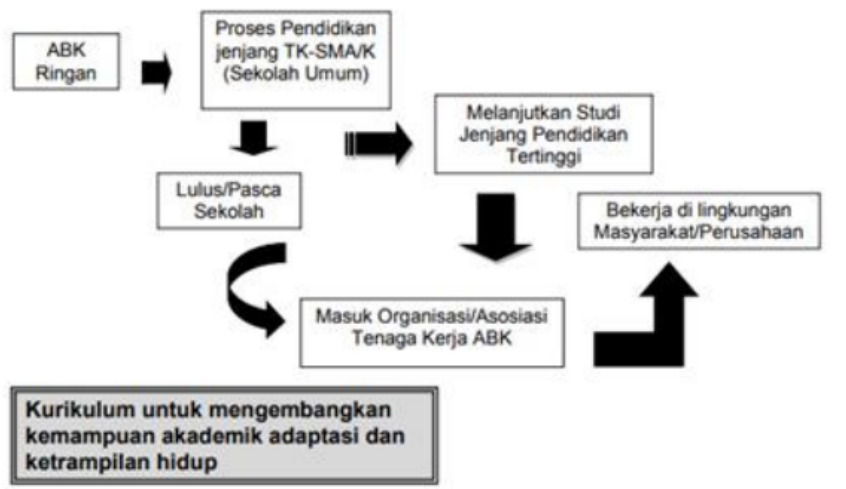 ABK
Ringan
Proses Pendidikan
jenjang TK-SMA/K
(Sekolah Umum)
Melanjutkan Studi
Jenjang Pendidikan
Tertinggi
Lulus/Pasca
Sekolah
Bekerja di lingkungan
Masyarakat/Perusahaan
Masuk Organisasi/Asosiasi
Tenaga Kerja ABK
Kurikulum untuk mengembangkan
kemampuan akademik adaptasi dan
ketrampilan hidup